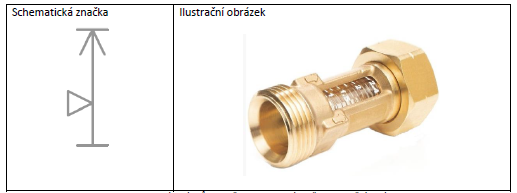 Schematická značka
Ilustrační obrázek